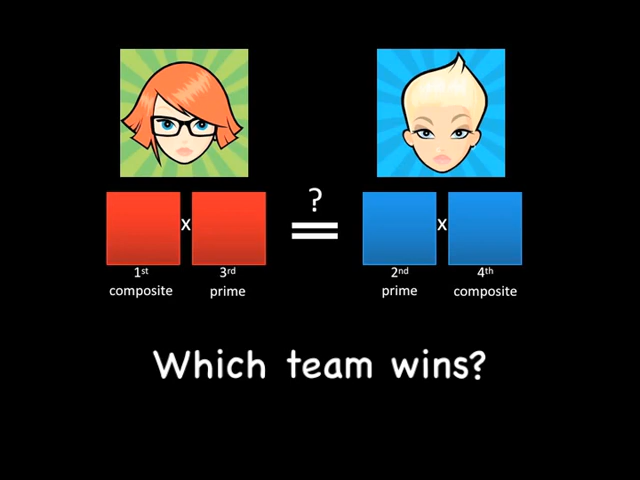 ?
x = x
1st 3rd 2nd 4th
composite prime prime composite
Which team wins?